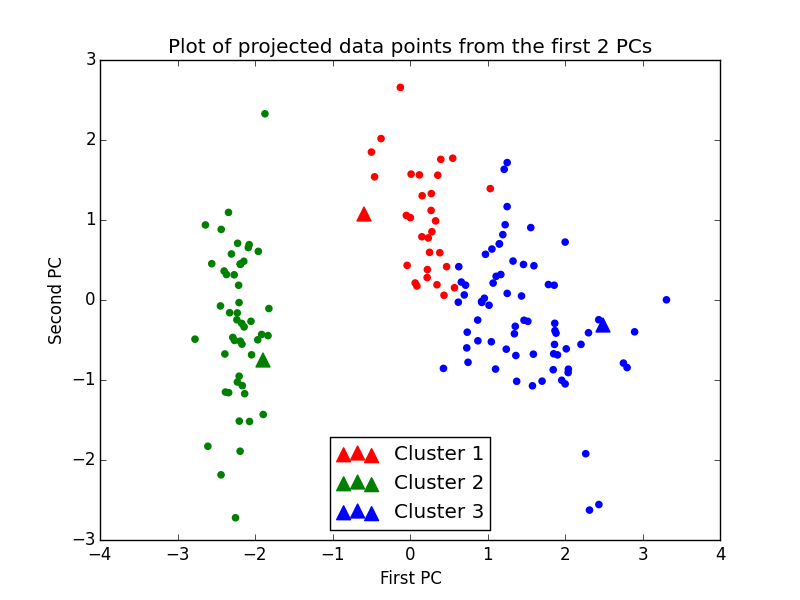 Plot of projected data points from the first 2 PCs
3
2
1
0
−1
−2
−3
Second PC
Cluster 1
Cluster 2
Cluster 3
−4 −3 −2 −1 0 1 2 3 4
First PC